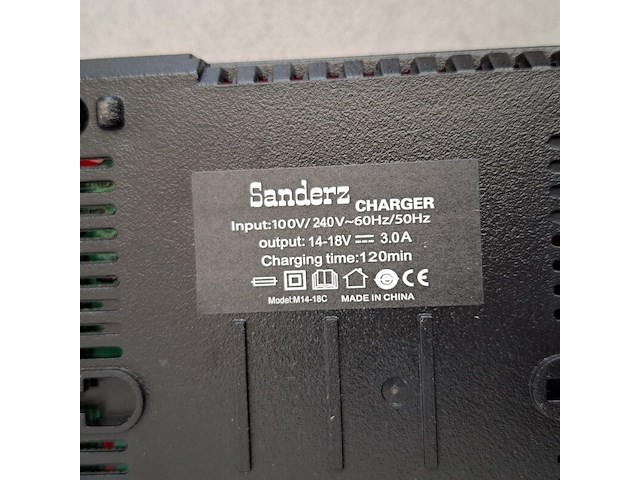 Sanderz CHARGER
Input:100V/240V~60Hz/50Hz
output: 14-18V⎓ 3.0A
Charging time:120min
CE
Model:M14-18C MADE IN CHINA